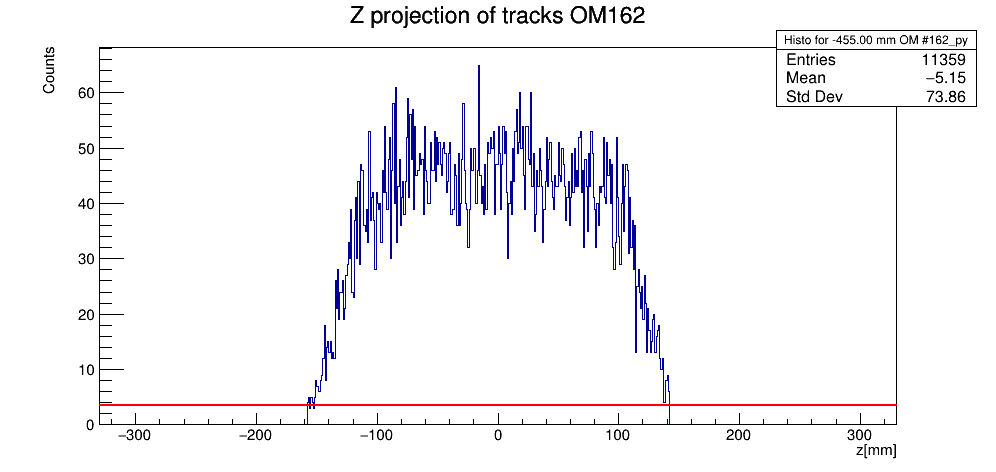 Z projection of tracks OM162
Histo for -455.00 mm OM #162_py
Entries 11359
Mean −5.15
Std Dev 73.86
Counts
60
50
40
30
20
10
0
−300 −200 −100 0 100 200 300
z[mm]